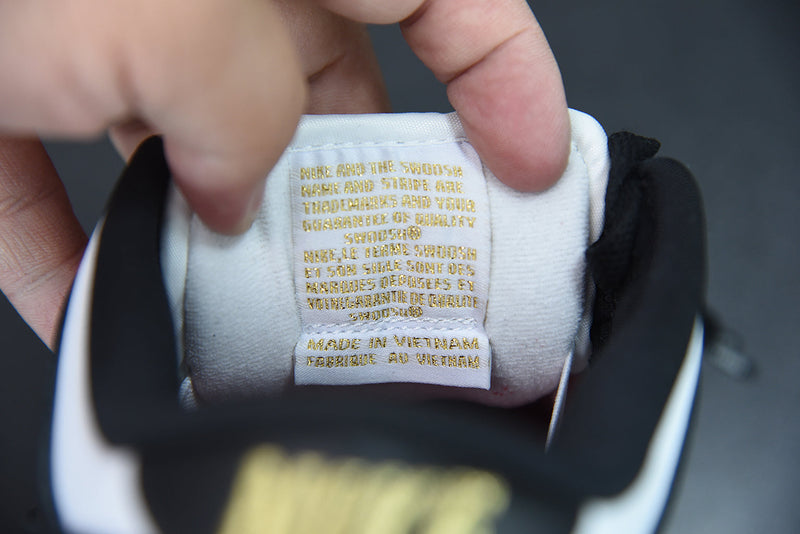 NIKE AND THE SWOOSH
NAME AND STRIPE ARE
TRADEMARKS AND YOUR
GUARANTEE OF QUALITY
SWOOSH®
NIKE,LE TERME SWOOSH
ET SON SIGLE SONT DES
MARQUES DEPOSEES ET
VOTRE GARANTIE DE QUALITE
SWOOSH®
MADE IN VIETNAM
FABRIQUE AD VIETNAM